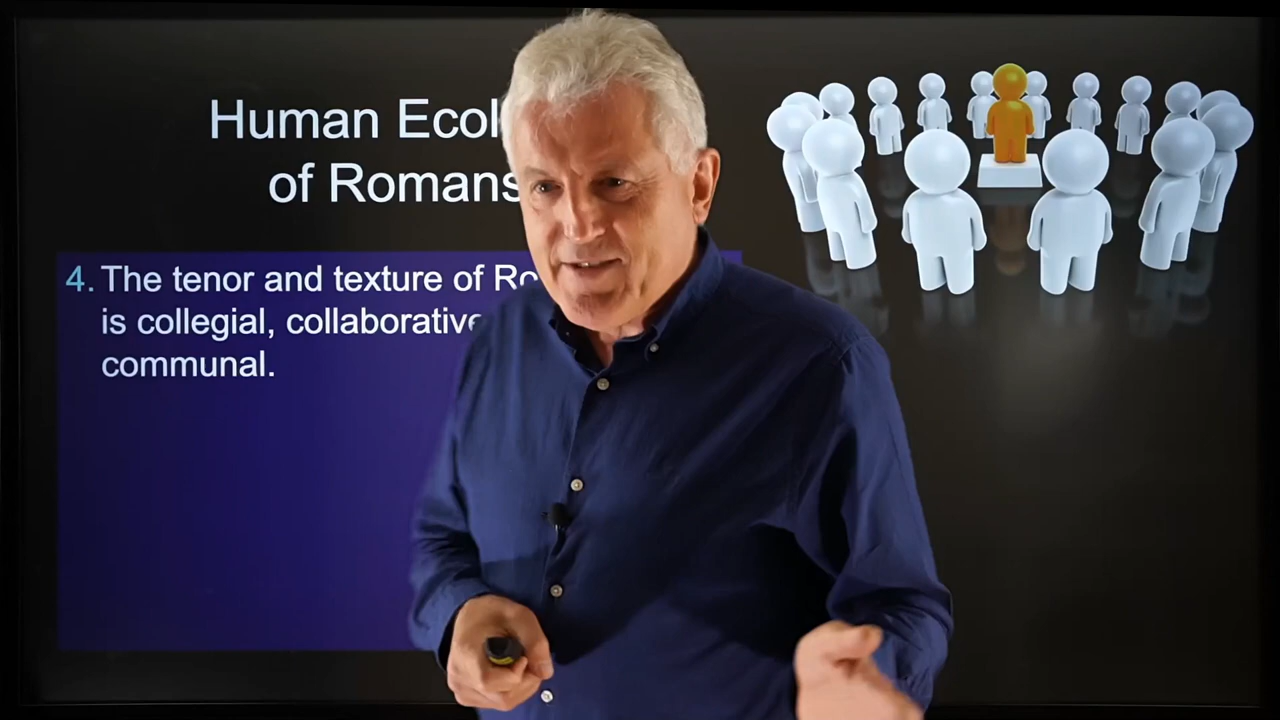 Human Ecol
of Romans
4. The tenor and texture of Ro
is collegial, collaborative
communal.